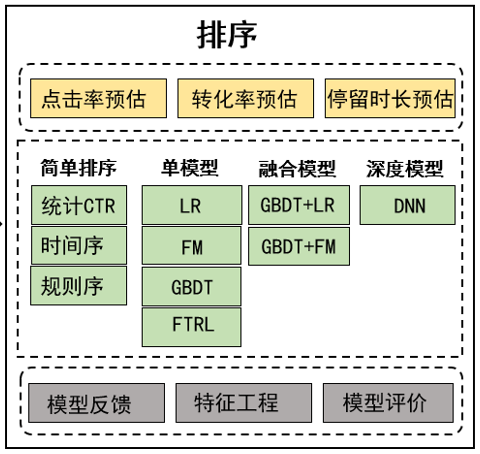 排序
点击率预估 转化率预估 停留时长预估
简单排序 单模型 融合模型 深度模型
统计CTR LR GBDT+LR DNN
时间序 FM GBDT+FM
规则序 GBDT
FTRL
模型反馈 特征工程 模型评价